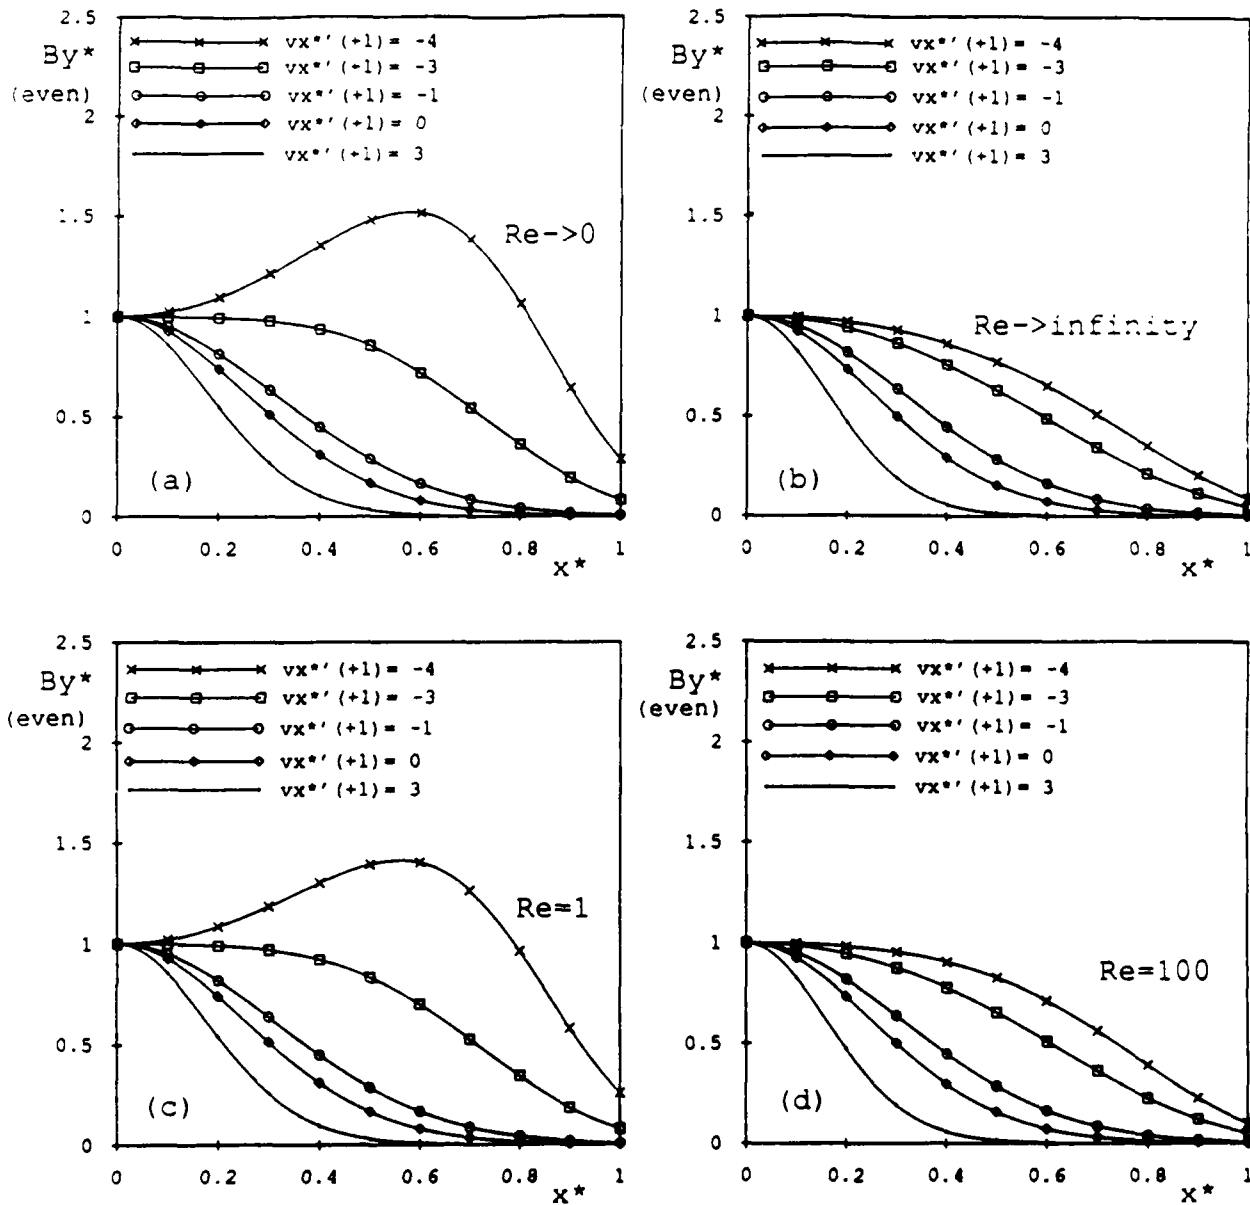 2.5
By*
(even)
vx*'(+1)= -4
vx*'(+1)= -3
vx*'(+1)= -1
vx*'(+1)= 0
vx*'(+1)= 3
2
1.5
Re->0
1
0.5
(a)
0
0 0.2 0.4 0.6 0.8 1
x*
2.5
By*
(even)
vx*'(+1)= -4
vx*'(+1)= -3
vx*'(+1)= -1
vx*'(+1)= 0
vx*'(+1)= 3
2
1.5
1
Re->infinity
0.5
(b)
0
0 0.2 0.4 0.6 0.8 1
x*
2.5
By*
(even)
vx*'(+1)= -4
vx*'(+1)= -3
vx*'(+1)= -1
vx*'(+1)= 0
vx*'(+1)= 3
2
1.5
Re=1
1
0.5
(c)
0
0 0.2 0.4 0.6 0.8 1
x*
2.5
By*
(even)
vx*'(+1)= -4
vx*'(+1)= -3
vx*'(+1)= -1
vx*'(+1)= 0
vx*'(+1)= 3
2
1.5
1
Re=100
0.5
(d)
0
0 0.2 0.4 0.6 0.8 1
x*